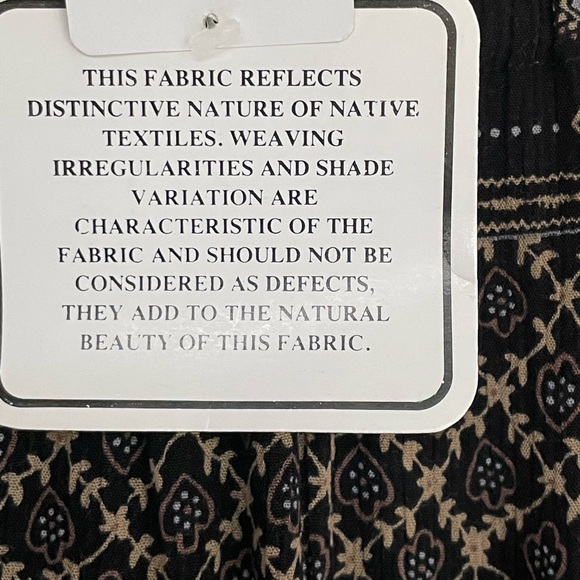 THIS FABRIC REFLECTS
DISTINCTIVE NATURE OF NATIVE
TEXTILES. WEAVING
IRREGULARITIES AND SHADE
VARIATION ARE
CHARACTERISTIC OF THE
FABRIC AND SHOULD NOT BE
CONSIDERED AS DEFECTS,
THEY ADD TO THE NATURAL
BEAUTY OF THIS FABRIC.